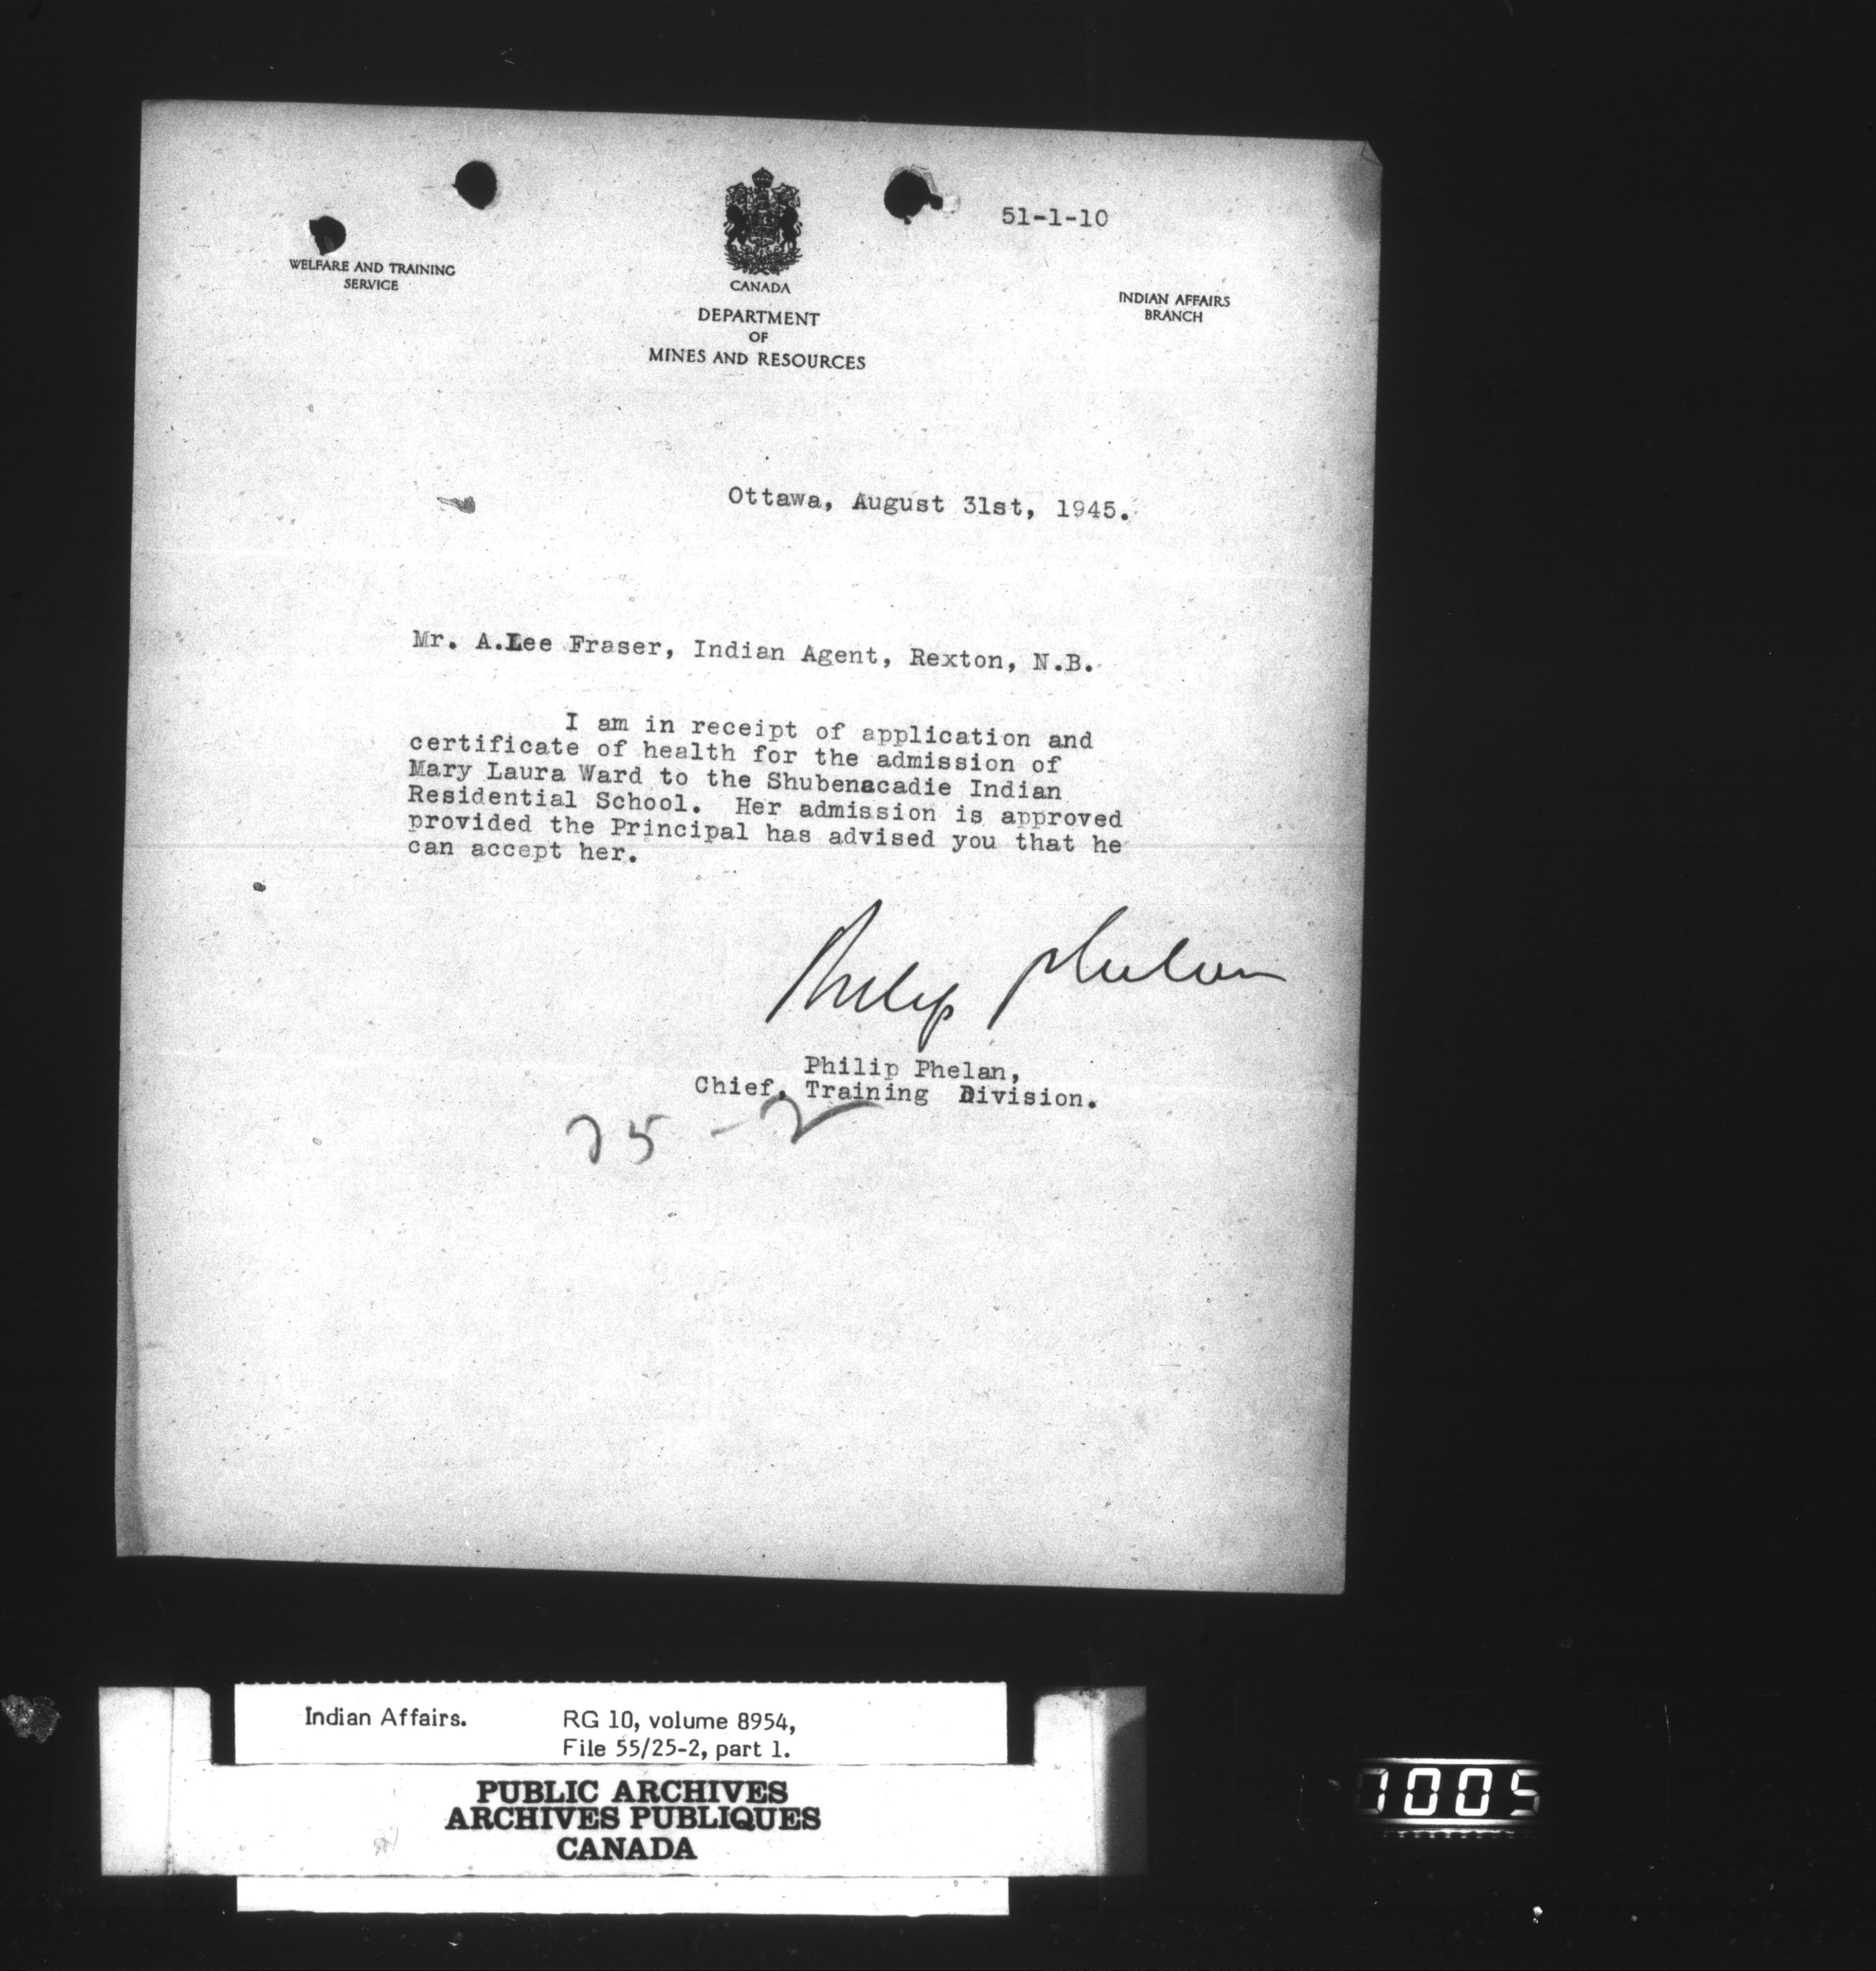 51-1-10
WELFARE AND TRAINING
SERVICE
CANADA
INDIAN AFFAIRS
BRANCH
DEPARTMENT
OF
MINES AND RESOURCES
Ottawa, August 31st, 1945.
Mr. A.Lee Fraser, Indian Agent, Rexton, N.B.
I am in receipt of application and
certificate of health for the admission of
Mary Laura Ward to the Shubenacadie Indian
Residential School. Her admission is approved
provided the Principal has advised you that he
can accept her.
Philip Phelan
Philip Phelan,
Chief, Training Division.
25-2
Indian Affairs. RG 10, volume 8954,
File 55/25-2, part 1.
PUBLIC ARCHIVES
ARCHIVES PUBLIQUES
CANADA
1005